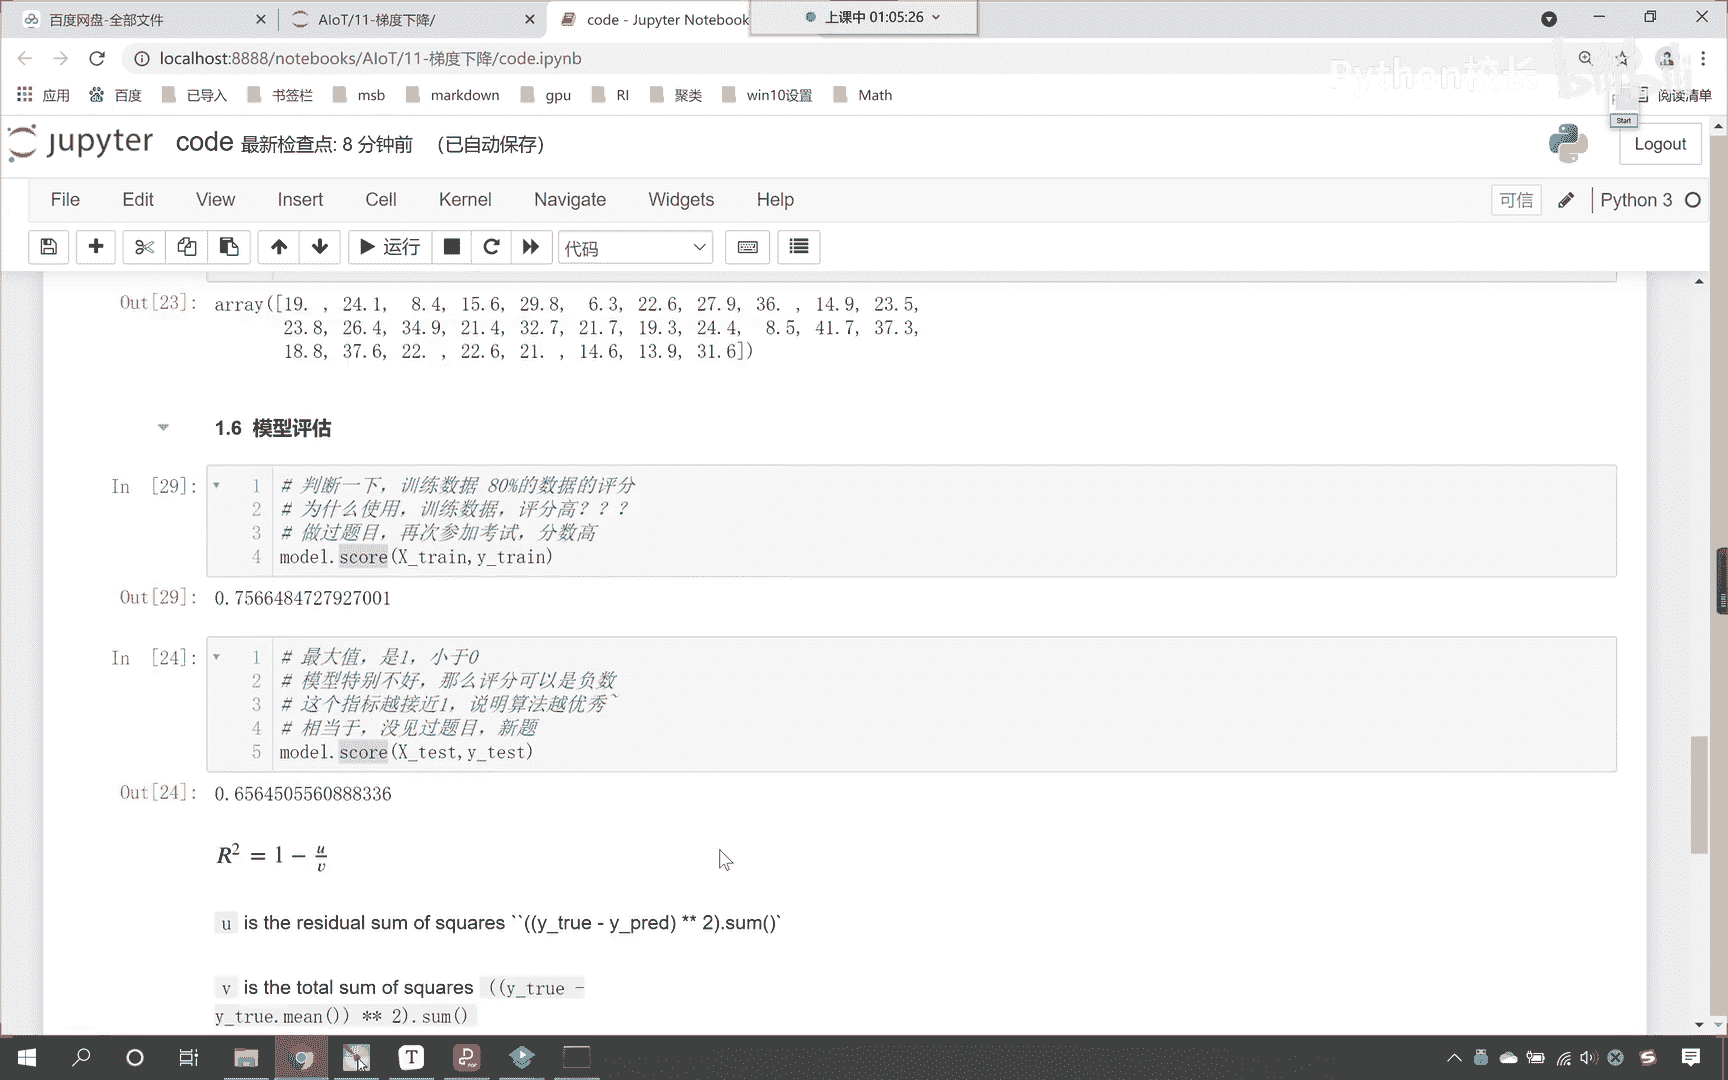 百度网盘-全部文件
AIoT/11-梯度下降/
code - Jupyter Notebook
上课中 01:05:26
localhost:8888/notebooks/AIoT/11-梯度下降/code.ipynb
Python校长
应用 百度 已导入 书签栏 msb markdown gpu RI 聚类 win10设置 Math 阅读清单
Start
jupyter code 最新检查点: 8 分钟前 (已自动保存) Logout
File Edit View Insert Cell Kernel Navigate Widgets Help 可信 Python 3
运行 代码
Out[23]: array([19. , 24.1, 8.4, 15.6, 29.8, 6.3, 22.6, 27.9, 36. , 14.9, 23.5,
23.8, 26.4, 34.9, 21.4, 32.7, 21.7, 19.3, 24.4, 8.5, 41.7, 37.3,
18.8, 37.6, 22. , 22.6, 21. , 14.6, 13.9, 31.6])
1.6 模型评估
In [29]: 1 # 判断一下，训练数据 80%的数据的评分
2 # 为什么使用，训练数据，评分高？？？
3 # 做过题目，再次参加考试，分数高
4 model.score(X_train,y_train)
Out[29]: 0.7566484727927001
In [24]: 1 # 最大值，是1，小于0
2 # 模型特别不好，那么评分可以是负数
3 # 这个指标越接近1，说明算法越优秀~
4 # 相当于，没见过题目，新题
5 model.score(X_test,y_test)
Out[24]: 0.6564505560888336
R² = 1 − u/v
u is the residual sum of squares ``((y_true - y_pred) ** 2).sum()`
v is the total sum of squares ((y_true -
y_true.mean()) ** 2).sum()